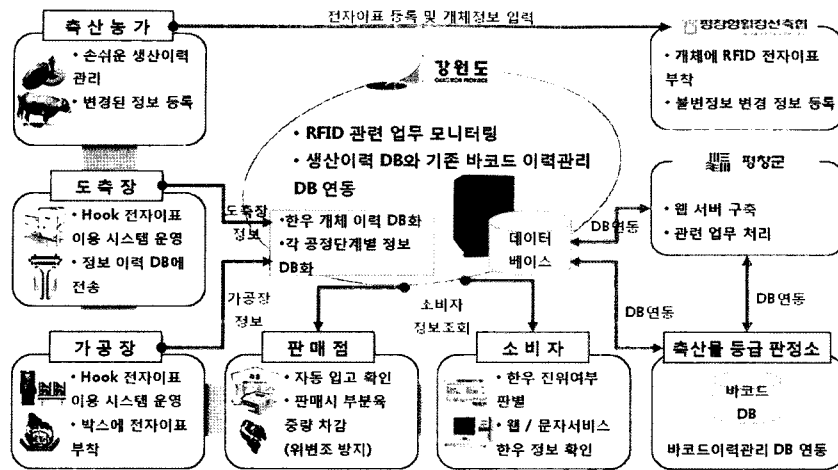 축산농가
• 손쉬운 생산이력
관리
• 변경된 정보 등록
전자이표 등록 및 개체정보 입력
• 개체에 RFID 전자이표
부착
• 불변정보 변경 정보 등록
강원도
• RFID 관련 업무 모니터링
• 생산이력 DB와 기존 바코드 이력관리
DB 연동
• 한우 개체 이력 DB화
• 각 공정단계별 정보
DB화
데이터
베이스
도축장
• Hook 전자이표
이용 시스템 운영
• 정보 이력 DB에
전송
도축장
정보
평창군
• 웹 서버 구축
• 관련 업무 처리
DB연동
DB연동
DB연동
가공장
정보
소비자
정보조회
가공장
• Hook 전자이표
이용 시스템 운영
• 박스에 전자이표
부착
판매점
• 자동 입고 확인
• 판매시 부분육
중량 차감
(위변조 방지)
소비자
• 한우 진위여부
판별
• 웹 / 문자서비스
한우 정보 확인
축산물 등급 판정소
바코드
DB
바코드이력관리 DB 연동